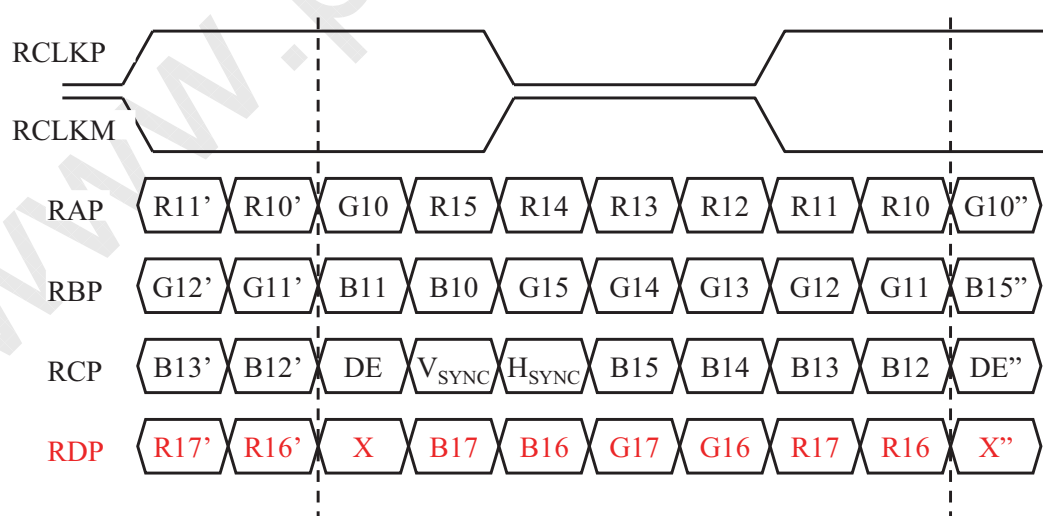 RCLKP
RCLKM
RAP R11’ R10’ G10 R15 R14 R13 R12 R11 R10 G10”
RBP G12’ G11’ B11 B10 G15 G14 G13 G12 G11 B15”
RCP B13’ B12’ DE VSYNC HSYNC B15 B14 B13 B12 DE”
RDP R17’ R16’ X B17 B16 G17 G16 R17 R16 X”